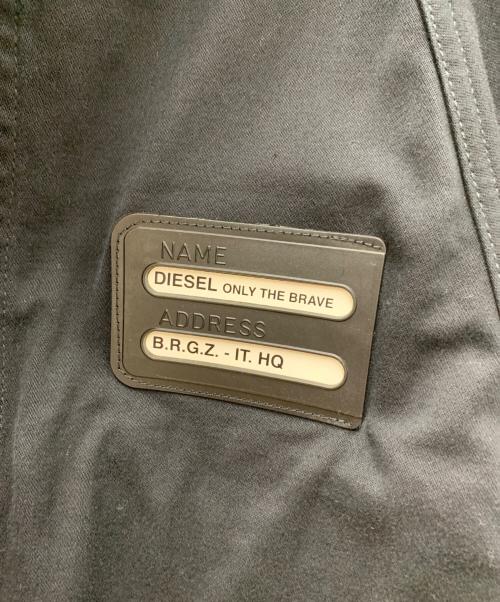 NAME
DIESEL ONLY THE BRAVE
ADDRESS
B.R.G.Z. - IT. HQ